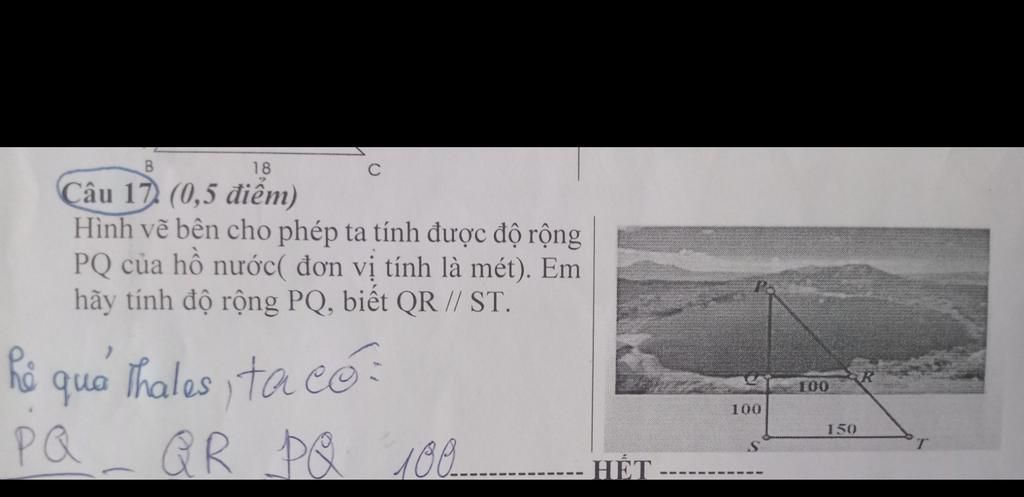 B 18 C
Câu 17. (0,5 điểm)
Hình vẽ bên cho phép ta tính được độ rộng
PQ của hồ nước( đơn vị tính là mét). Em
hãy tính độ rộng PQ, biết QR // ST.
P
Q 100 R
100
150
S T
hệ quả Thales, ta có:
PQ = QR PQ 100
HẾT